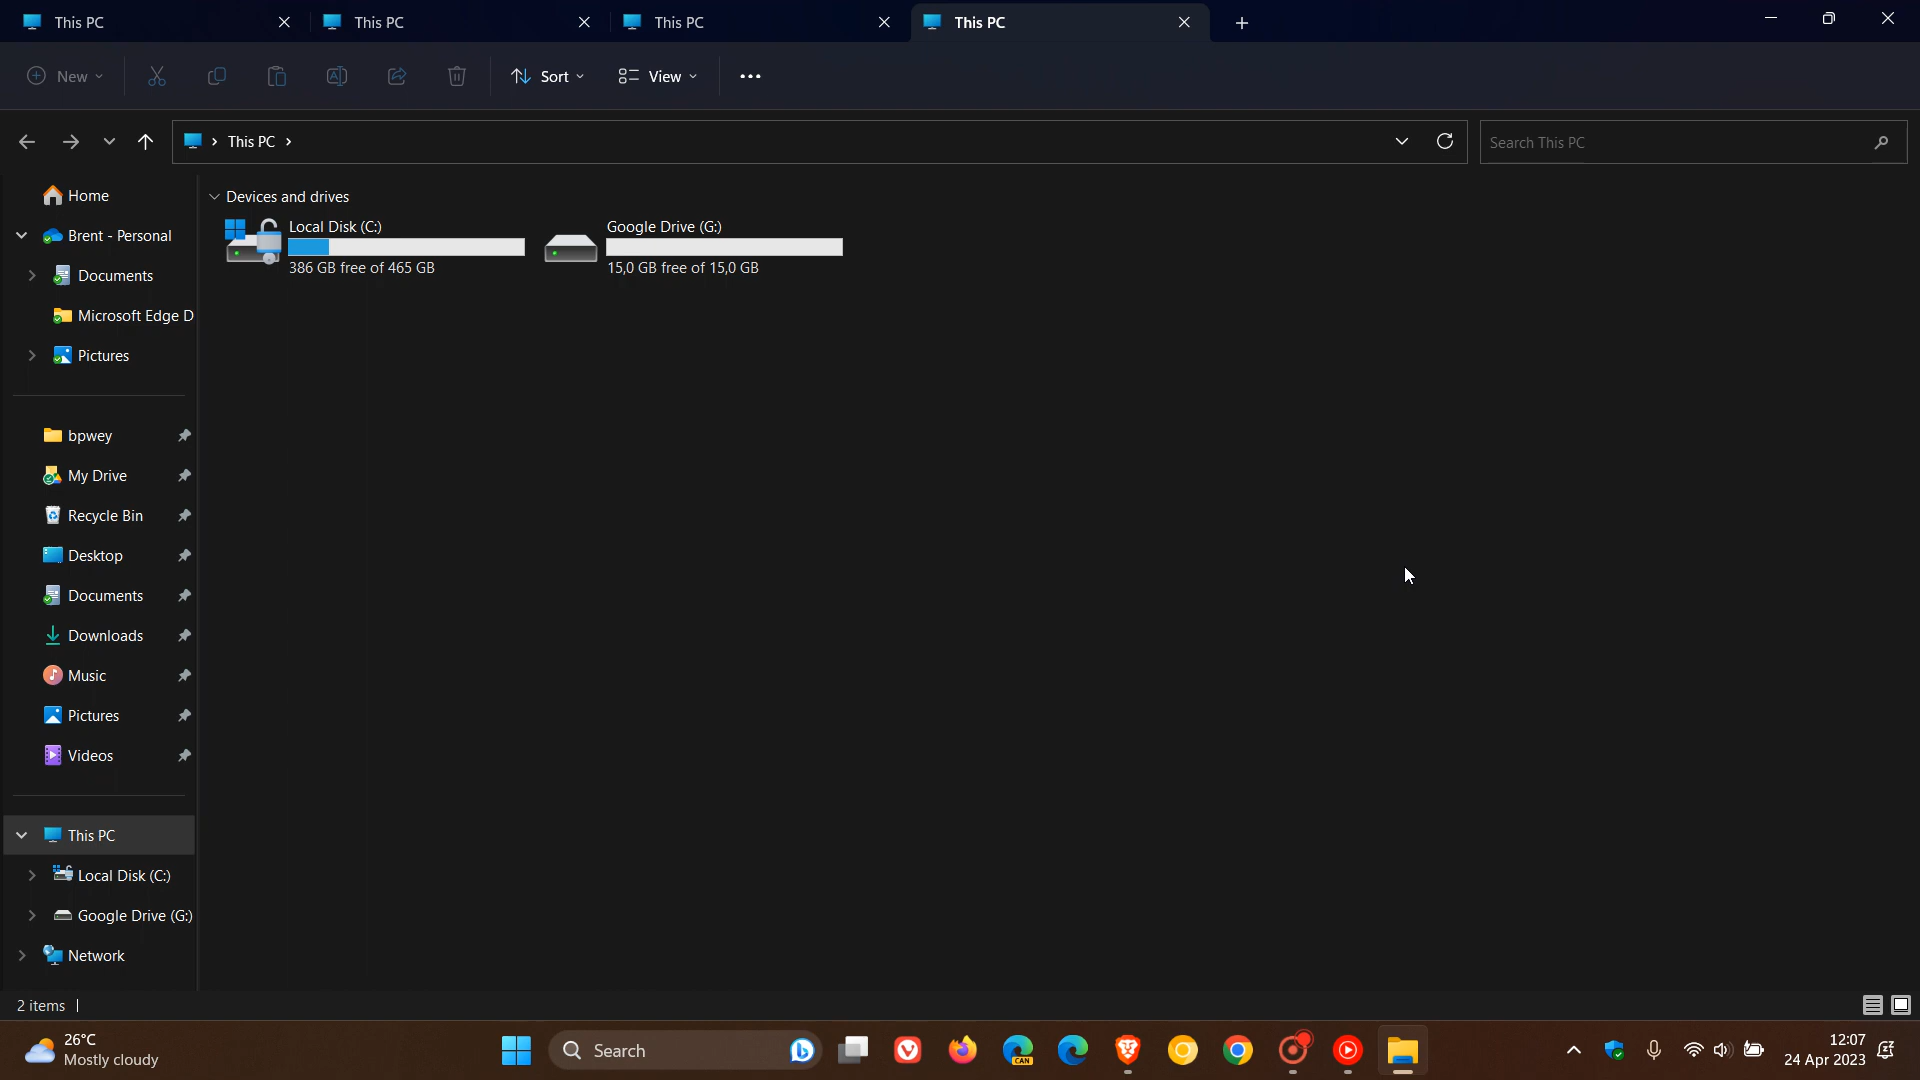 This PC
This PC
This PC
This PC
New
Sort
View
This PC
Search This PC
Home
Brent - Personal
Documents
Microsoft Edge D
Pictures
bpwey
My Drive
Recycle Bin
Desktop
Documents
Downloads
Music
Pictures
Videos
This PC
Local Disk (C:)
Google Drive (G:)
Network
Devices and drives
Local Disk (C:)
386 GB free of 465 GB
Google Drive (G:)
15,0 GB free of 15,0 GB
2 items
26°C
Mostly cloudy
Search
CAN
12:07
24 Apr 2023